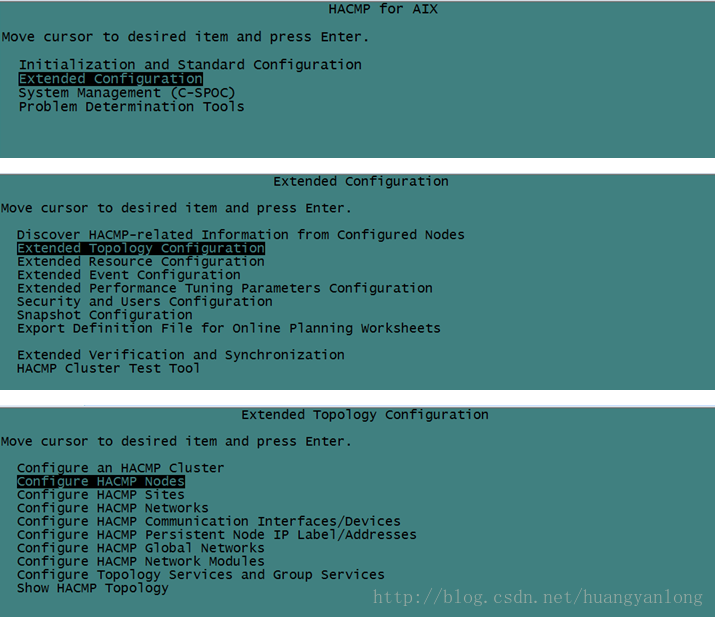 HACMP for AIX
Move cursor to desired item and press Enter.
Initialization and Standard Configuration
Extended Configuration
System Management (C-SPOC)
Problem Determination Tools
Extended Configuration
Move cursor to desired item and press Enter.
Discover HACMP-related Information from Configured Nodes
Extended Topology Configuration
Extended Resource Configuration
Extended Event Configuration
Extended Performance Tuning Parameters Configuration
Security and Users Configuration
Snapshot Configuration
Export Definition File for Online Planning Worksheets
Extended Verification and Synchronization
HACMP Cluster Test Tool
Extended Topology Configuration
Move cursor to desired item and press Enter.
Configure an HACMP Cluster
Configure HACMP Nodes
Configure HACMP Sites
Configure HACMP Networks
Configure HACMP Communication Interfaces/Devices
Configure HACMP Persistent Node IP Label/Addresses
Configure HACMP Global Networks
Configure HACMP Network Modules
Configure Topology Services and Group Services
Show HACMP Topology
http://blog.csdn.net/huangyanlong